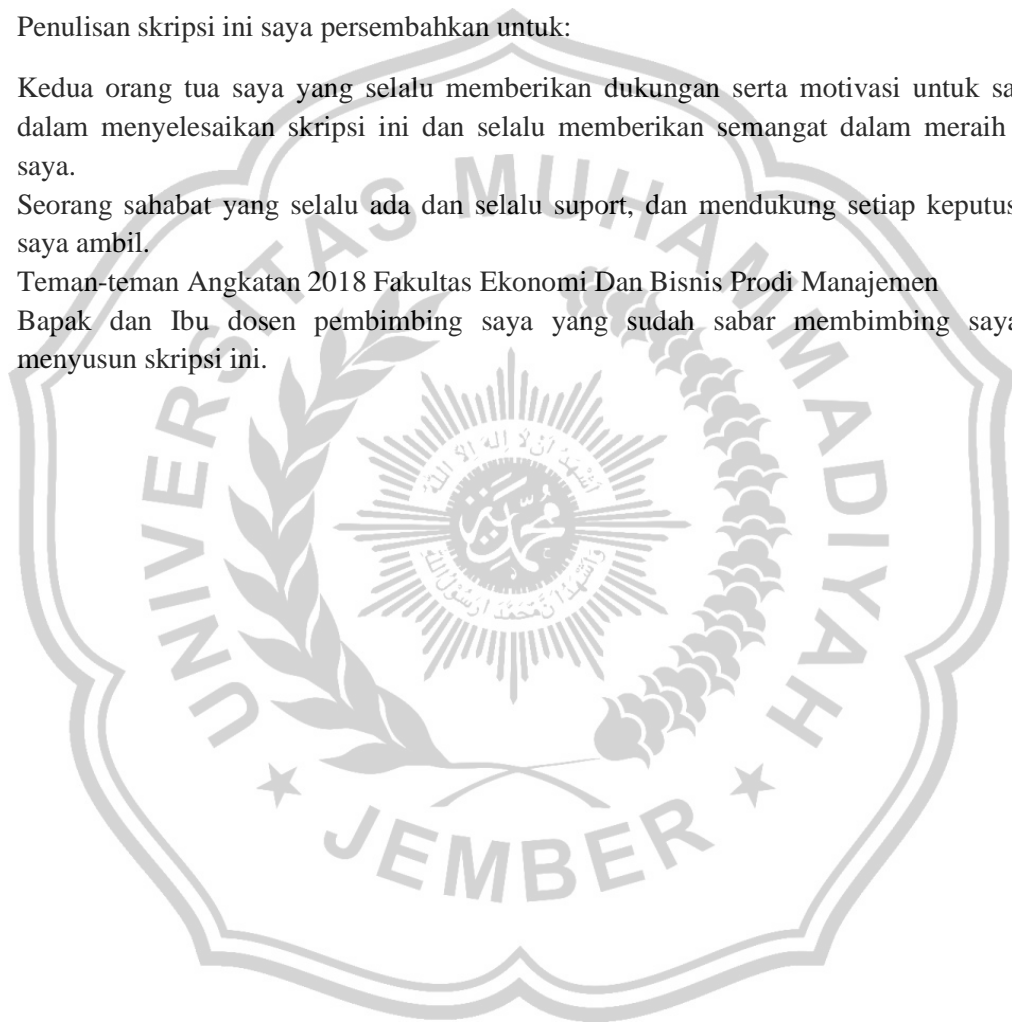 Penulisan skripsi ini saya persembahkan untuk:
Kedua orang tua saya yang selalu memberikan dukungan serta motivasi untuk sa
dalam menyelesaikan skripsi ini dan selalu memberikan semangat dalam meraih
saya.
Seorang sahabat yang selalu ada dan selalu suport, dan mendukung setiap keputus
saya ambil.
Teman-teman Angkatan 2018 Fakultas Ekonomi Dan Bisnis Prodi Manajemen
Bapak dan Ibu dosen pembimbing saya yang sudah sabar membimbing saya
menyusun skripsi ini.
UNIVERSITAS MUHAMMADIYAH
JEMBER